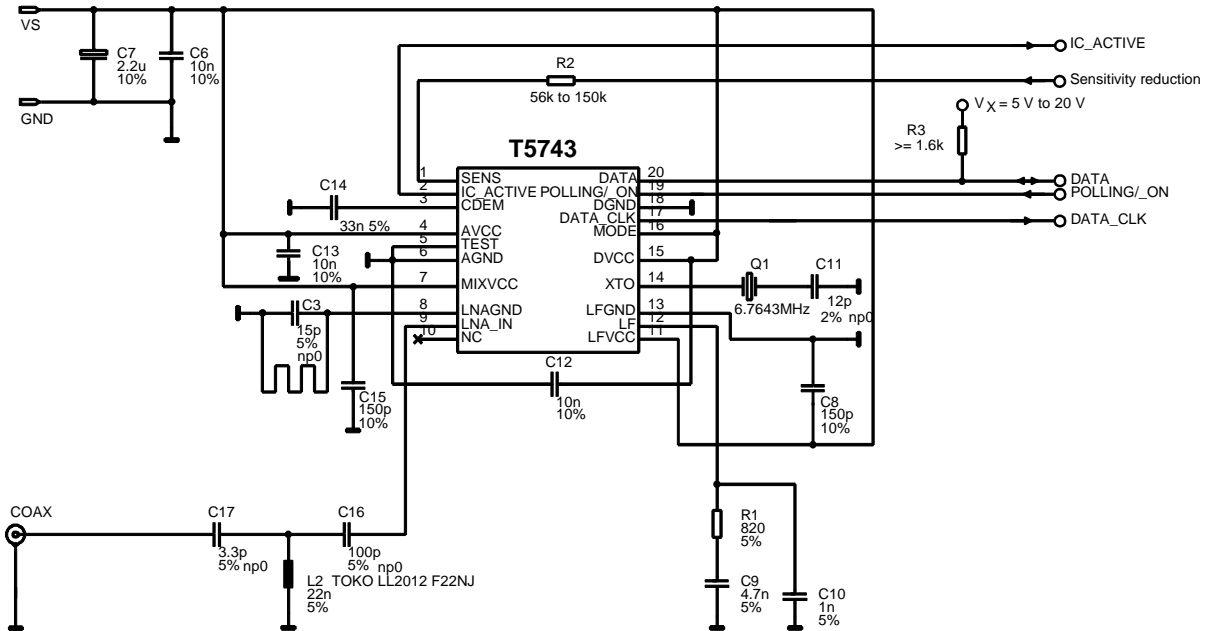 VS
C7
2.2u
10%
C6
10n
10%
GND
IC_ACTIVE
R2
56k to 150k
Sensitivity reduction
V X = 5 V to 20 V
R3
>= 1.6k
T5743
1 SENS
2 IC_ACTIVE
3 CDEM
4 AVCC
5 TEST
6 AGND
7 MIXVCC
8 LNAGND
9 LNA_IN
10 NC
DATA 20
POLLING/_ON 19
DGND 18
DATA_CLK 17
MODE 16
DVCC 15
XTO 14
LFGND 13
LF 12
LFVCC 11
DATA
POLLING/_ON
DATA_CLK
C14
33n 5%
C13
10n
10%
C3
15p
5%
np0
C15
150p
10%
C12
10n
10%
Q1
6.7643MHz
C11
12p
2% np0
C8
150p
10%
COAX
C17
3.3p
5% np0
C16
100p
5% np0
L2 TOKO LL2012 F22NJ
22n
5%
R1
820
5%
C9
4.7n
5%
C10
1n
5%